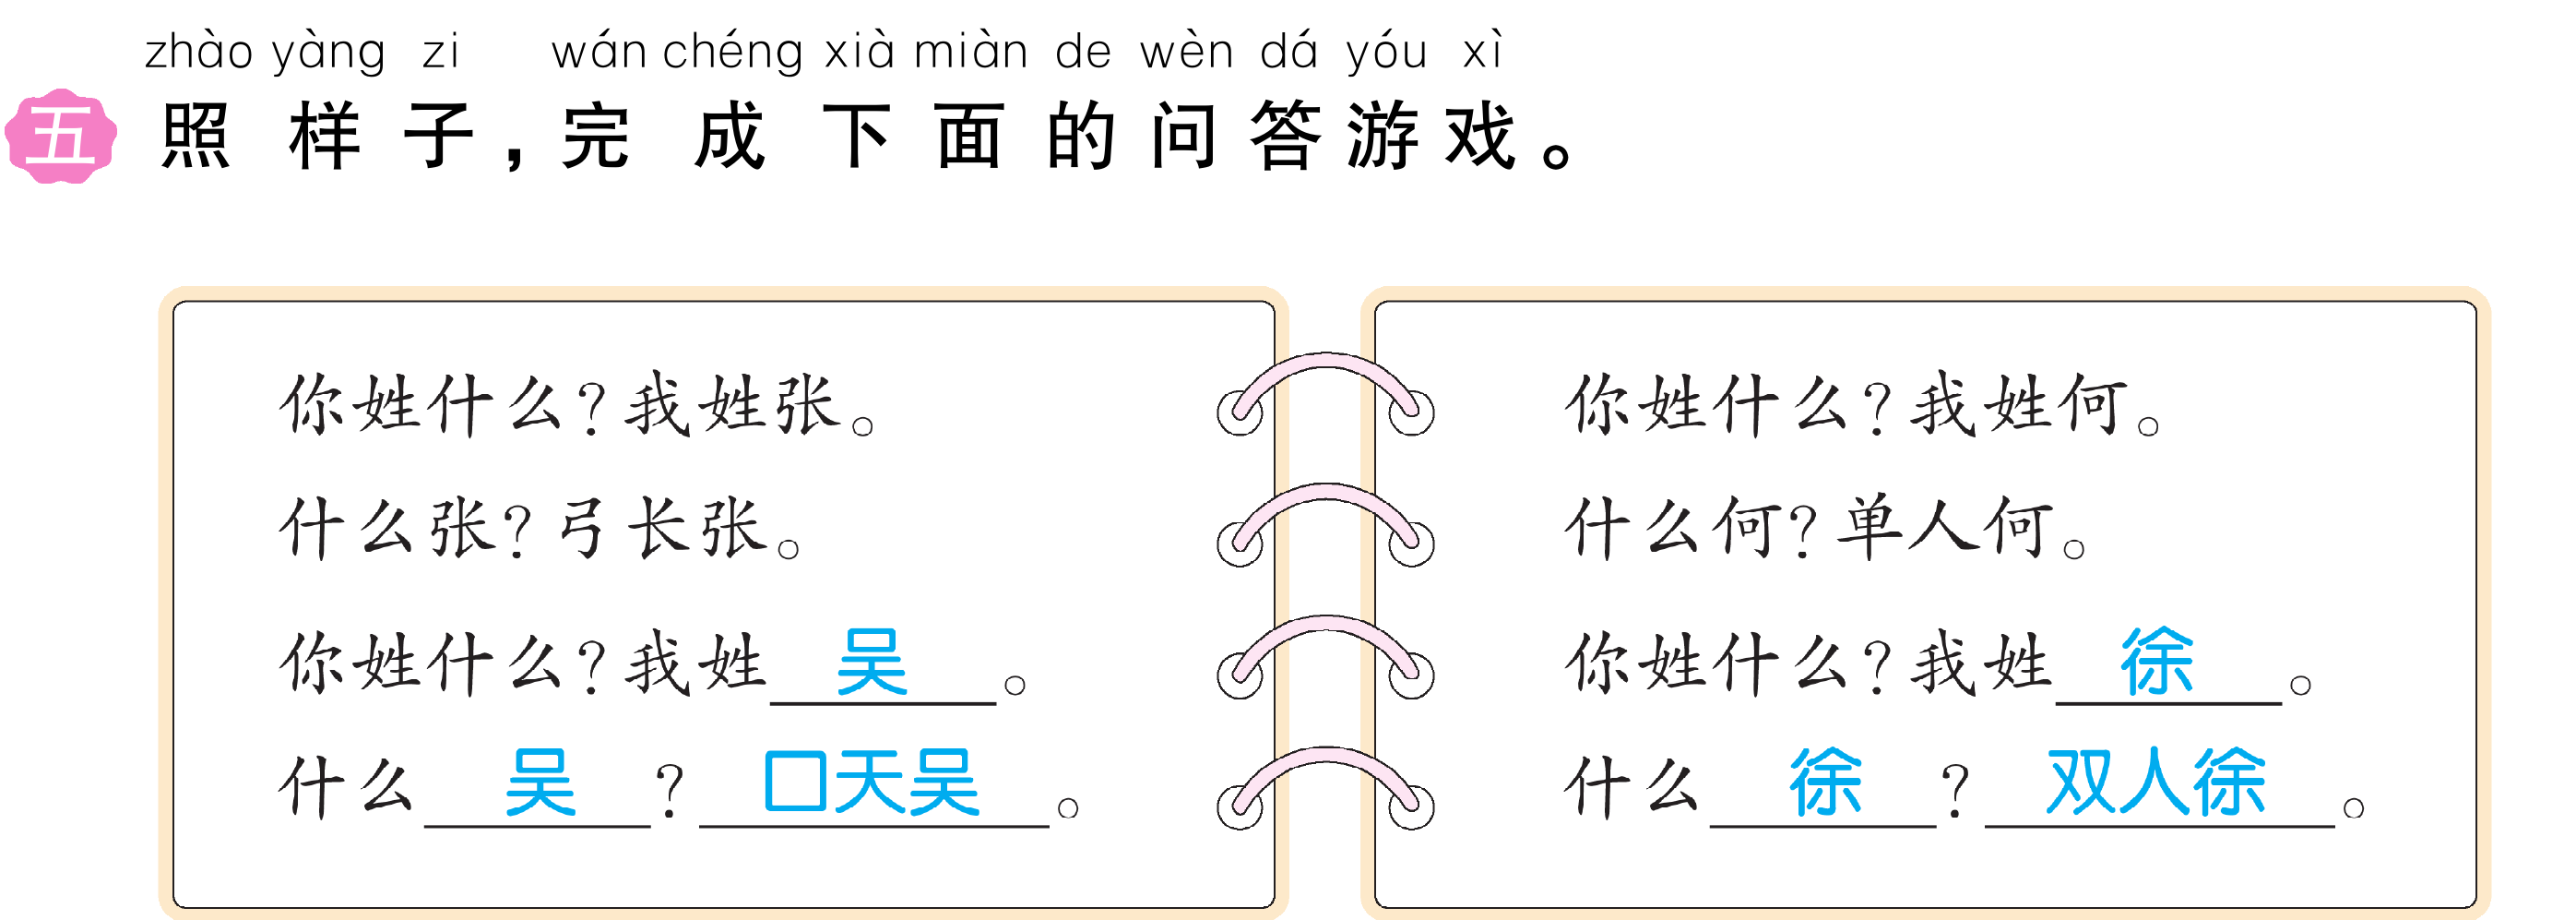 zhào yàng zi wán chéng xià miàn de wèn dá yóu xì
五 照样子,完成下面的问答游戏。
你姓什么?我姓张。
什么张?弓长张。
你姓什么?我姓吴。
什么吴?口天吴。
你姓什么?我姓何。
什么何?单人何。
你姓什么?我姓徐。
什么徐?双人徐。